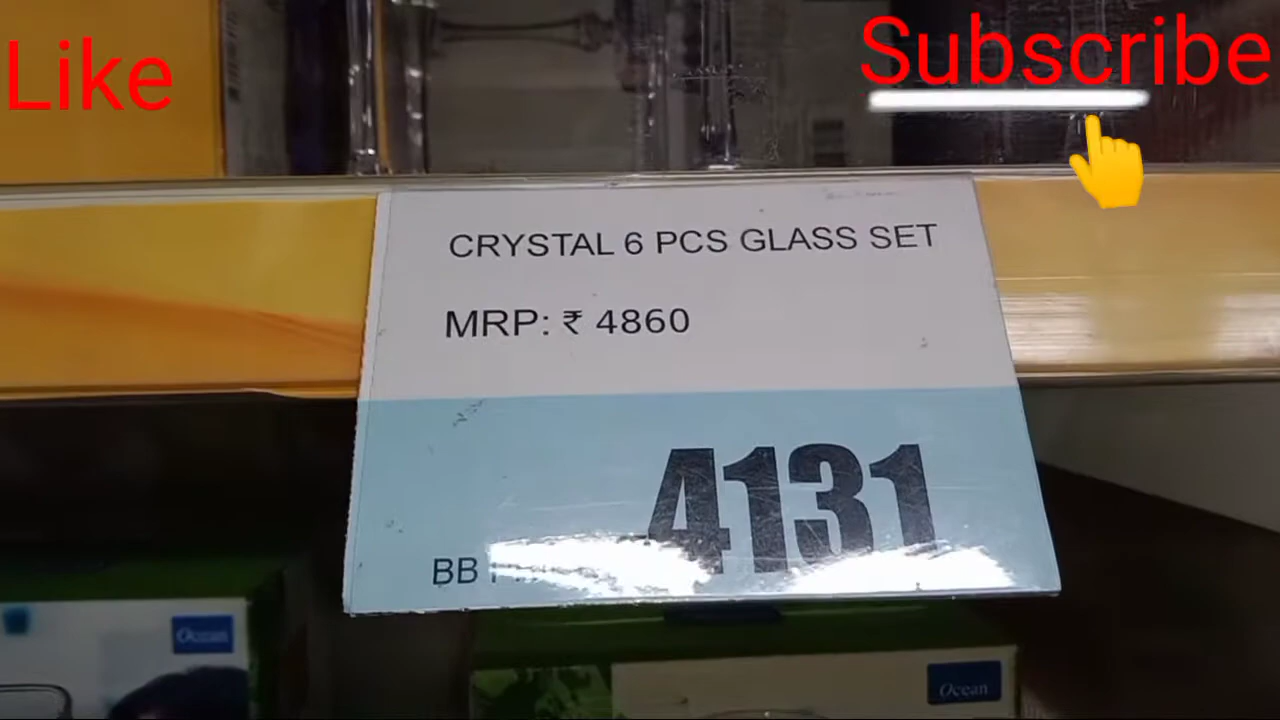 Like
Subscribe
CRYSTAL 6 PCS GLASS SET
MRP: ₹ 4860
4131
BB
Ocean
Ocean